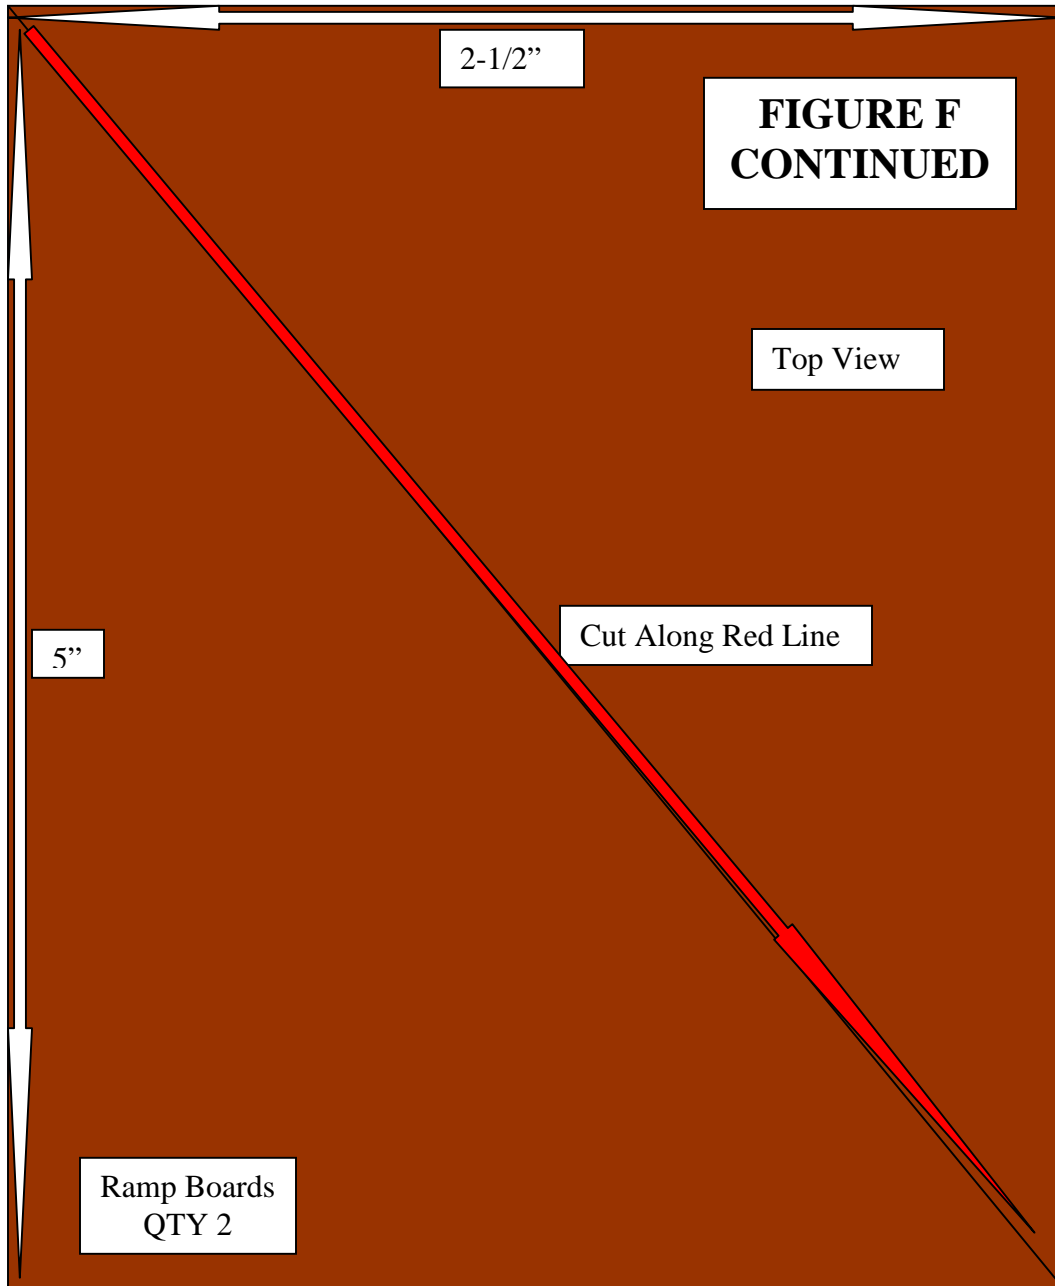 2-1/2”
FIGURE F
CONTINUED
Top View
Cut Along Red Line
5”
Ramp Boards
QTY 2